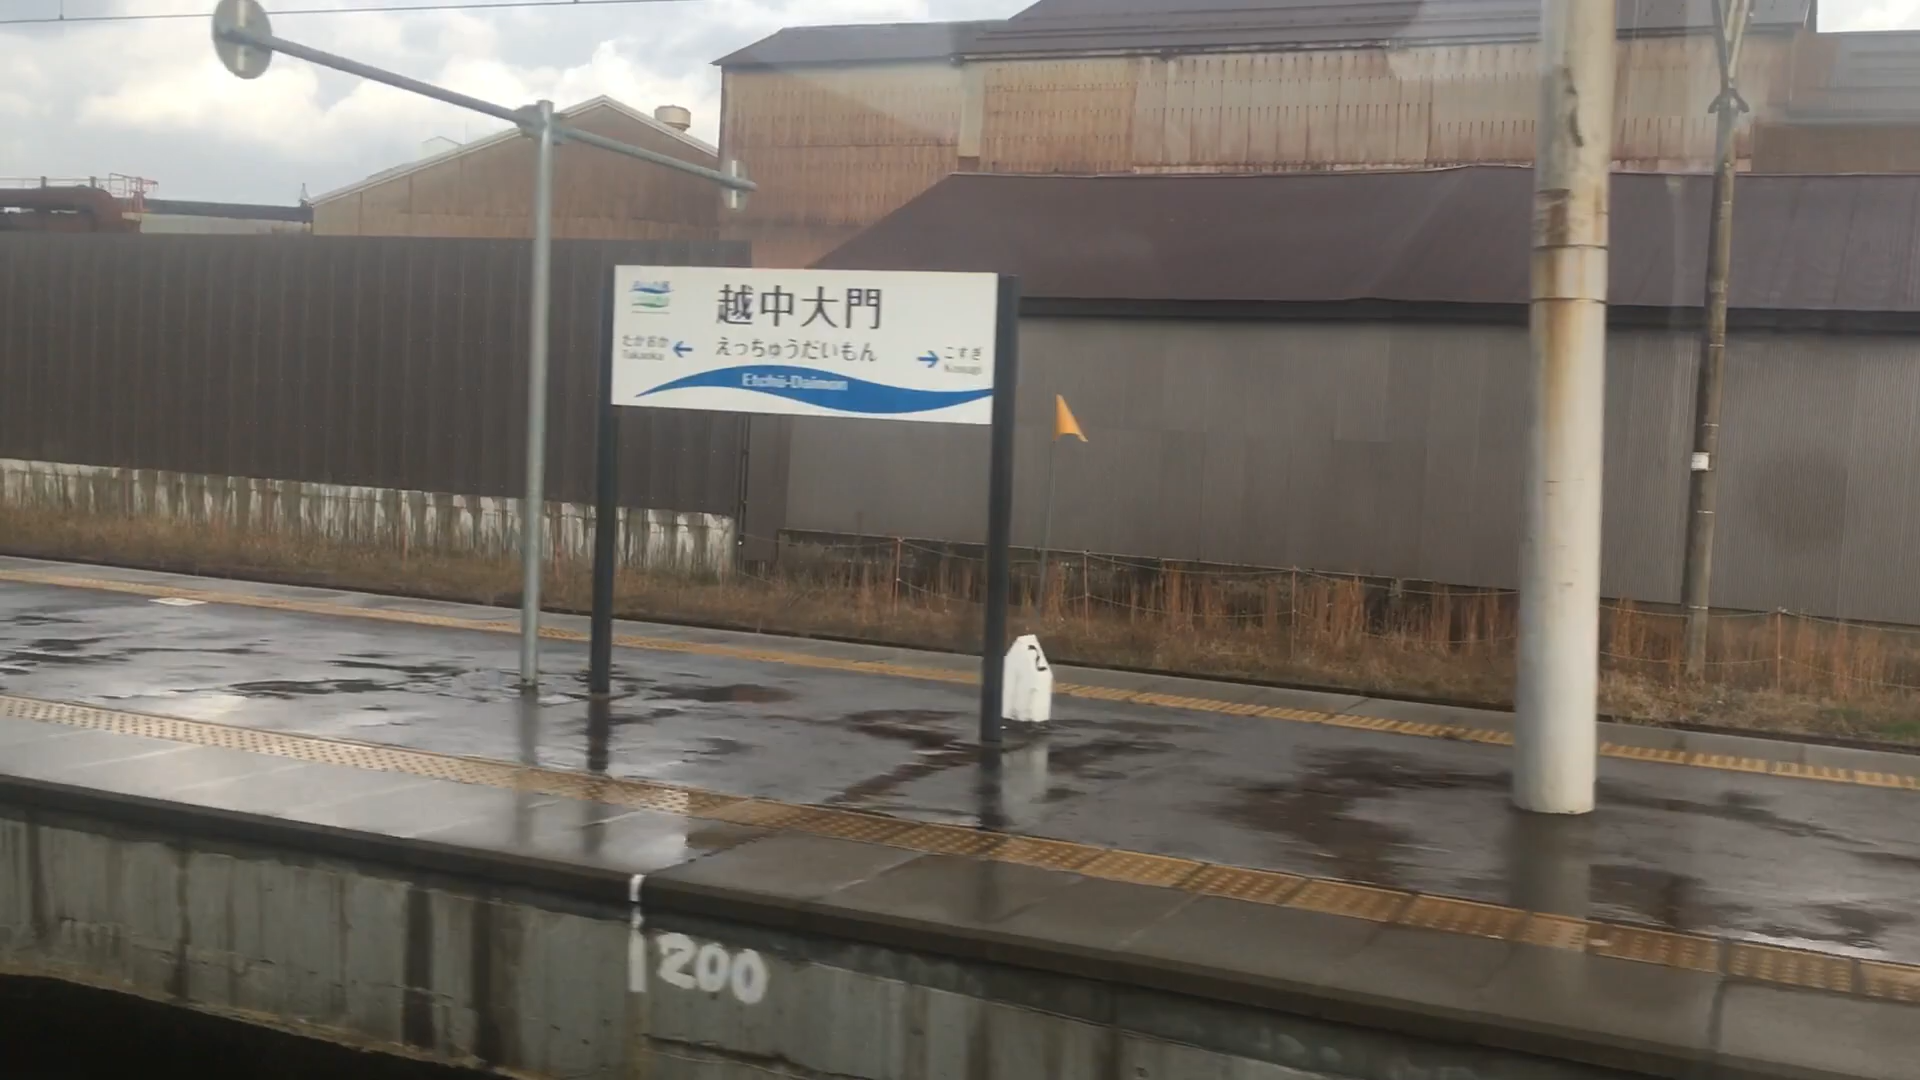 越中大門
えっちゅうだいもん
Etchū-Daimon
たかおか
Takaoka
←
→
こすぎ
Kosugi
2
200